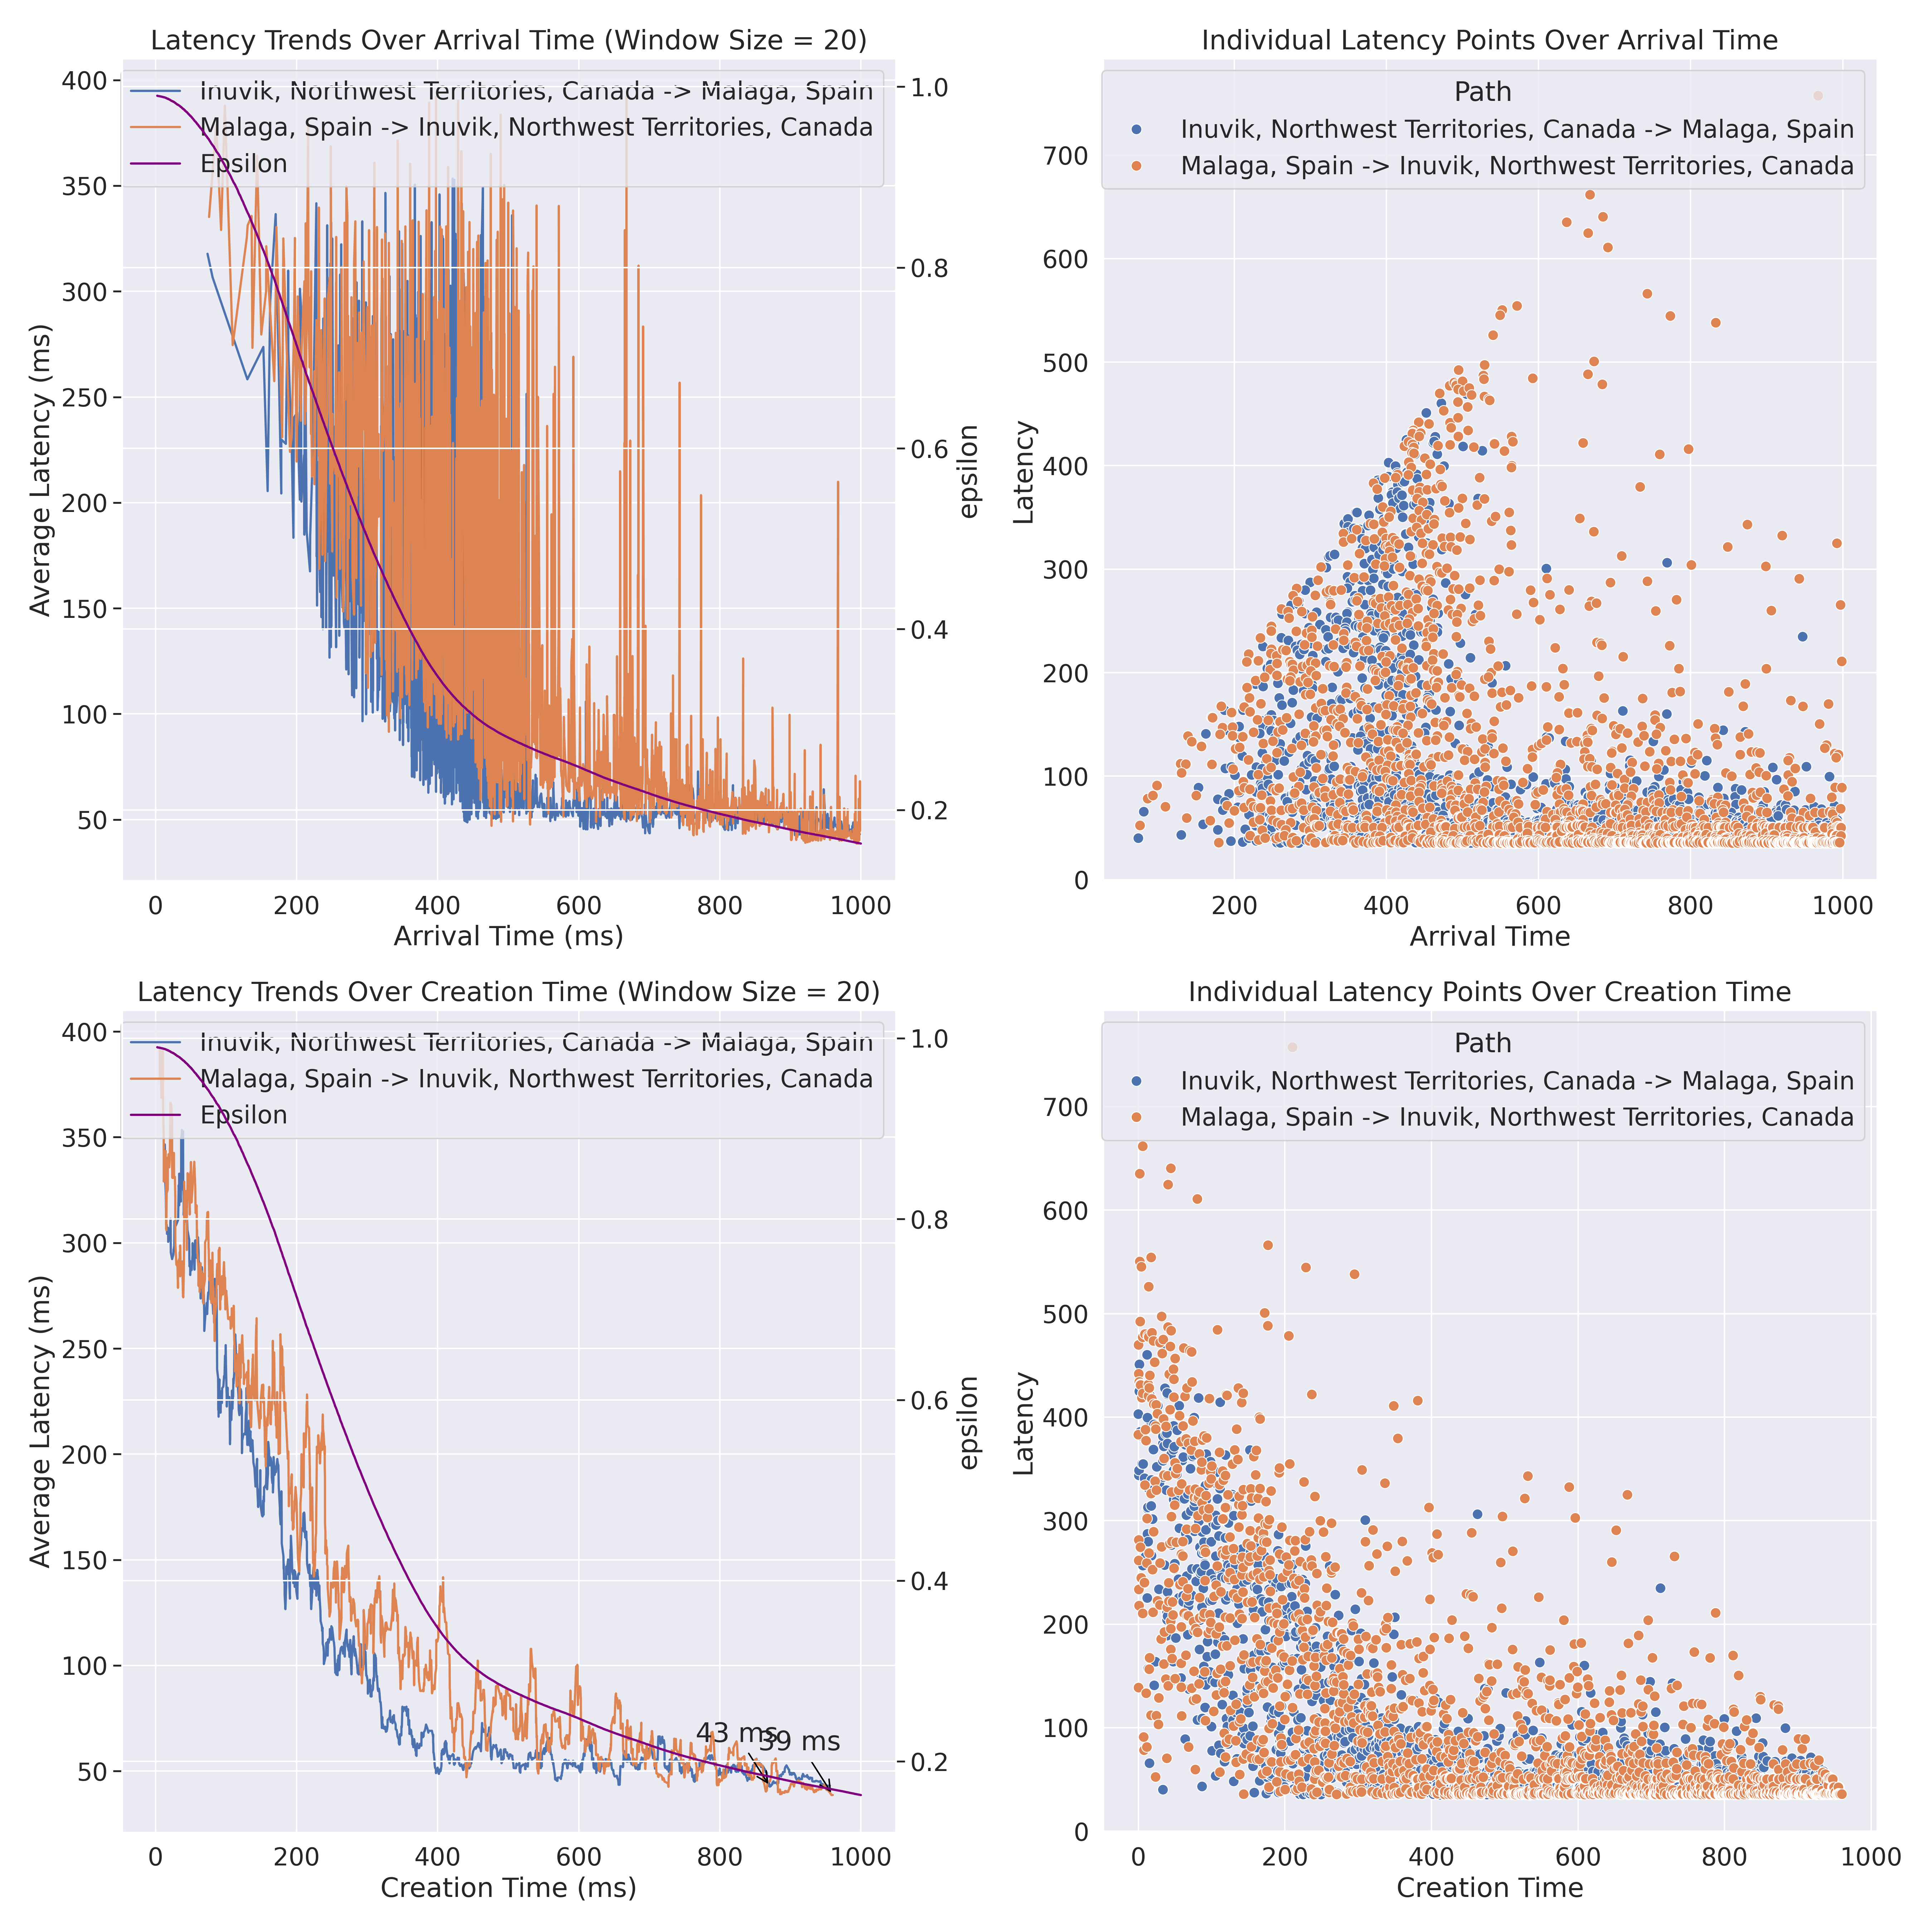 Latency Trends Over Arrival Time (Window Size = 20)
Inuvik, Northwest Territories, Canada -> Malaga, Spain
Malaga, Spain -> Inuvik, Northwest Territories, Canada
Epsilon
400
350
300
250
200
150
100
50
Average Latency (ms)
1.0
0.8
0.6
0.4
0.2
epsilon
0 200 400 600 800 1000
Arrival Time (ms)
Individual Latency Points Over Arrival Time
Path
Inuvik, Northwest Territories, Canada -> Malaga, Spain
Malaga, Spain -> Inuvik, Northwest Territories, Canada
700
600
500
400
300
200
100
0
Latency
200 400 600 800 1000
Arrival Time
Latency Trends Over Creation Time (Window Size = 20)
Inuvik, Northwest Territories, Canada -> Malaga, Spain
Malaga, Spain -> Inuvik, Northwest Territories, Canada
Epsilon
400
350
300
250
200
150
100
50
Average Latency (ms)
1.0
0.8
0.6
0.4
0.2
epsilon
43 ms
39 ms
0 200 400 600 800 1000
Creation Time (ms)
Individual Latency Points Over Creation Time
Path
Inuvik, Northwest Territories, Canada -> Malaga, Spain
Malaga, Spain -> Inuvik, Northwest Territories, Canada
700
600
500
400
300
200
100
0
Latency
0 200 400 600 800 1000
Creation Time